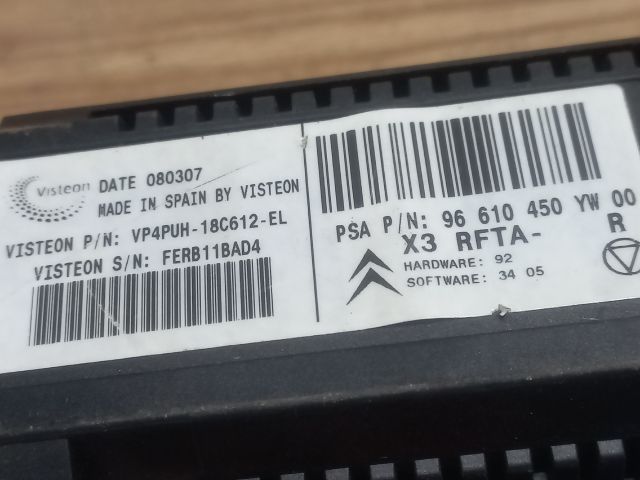 Visteon
DATE 080307
MADE IN SPAIN BY VISTEON
VISTEON P/N: VP4PUH-18C612-EL
VISTEON S/N: FERB11BAD4
PSA P/N: 96 610 450 YW 00
X3 RFTA- R
HARDWARE: 92
SOFTWARE: 34 05